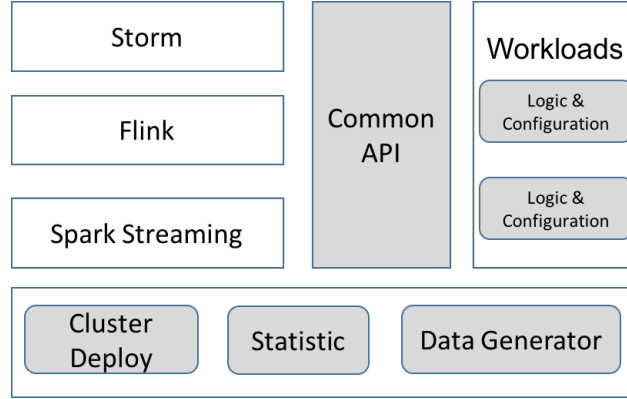 Storm
Flink
Spark Streaming
Common
API
Workloads
Logic &
Configuration
Logic &
Configuration
Cluster
Deploy
Statistic
Data Generator